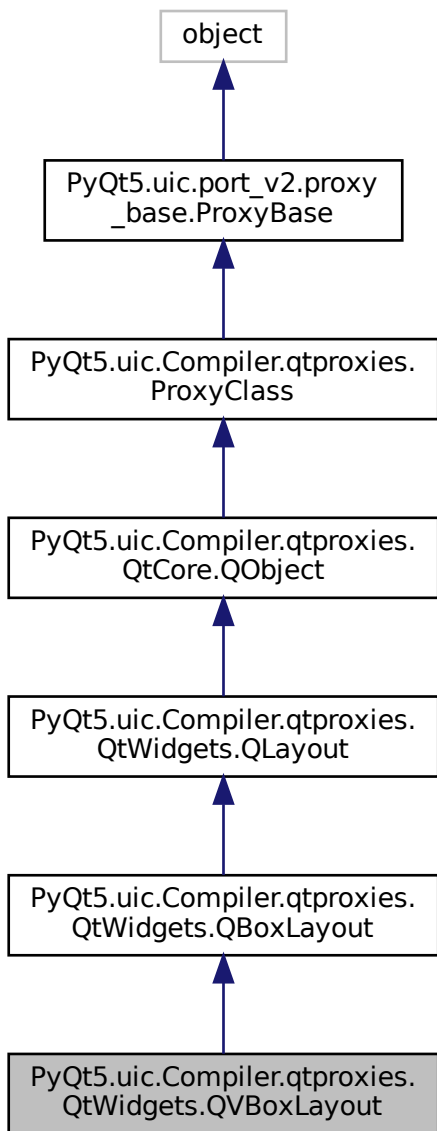 object
PyQt5.uic.port_v2.proxy
_base.ProxyBase
PyQt5.uic.Compiler.qtproxies.
ProxyClass
PyQt5.uic.Compiler.qtproxies.
QtCore.QObject
PyQt5.uic.Compiler.qtproxies.
QtWidgets.QLayout
PyQt5.uic.Compiler.qtproxies.
QtWidgets.QBoxLayout
PyQt5.uic.Compiler.qtproxies.
QtWidgets.QVBoxLayout